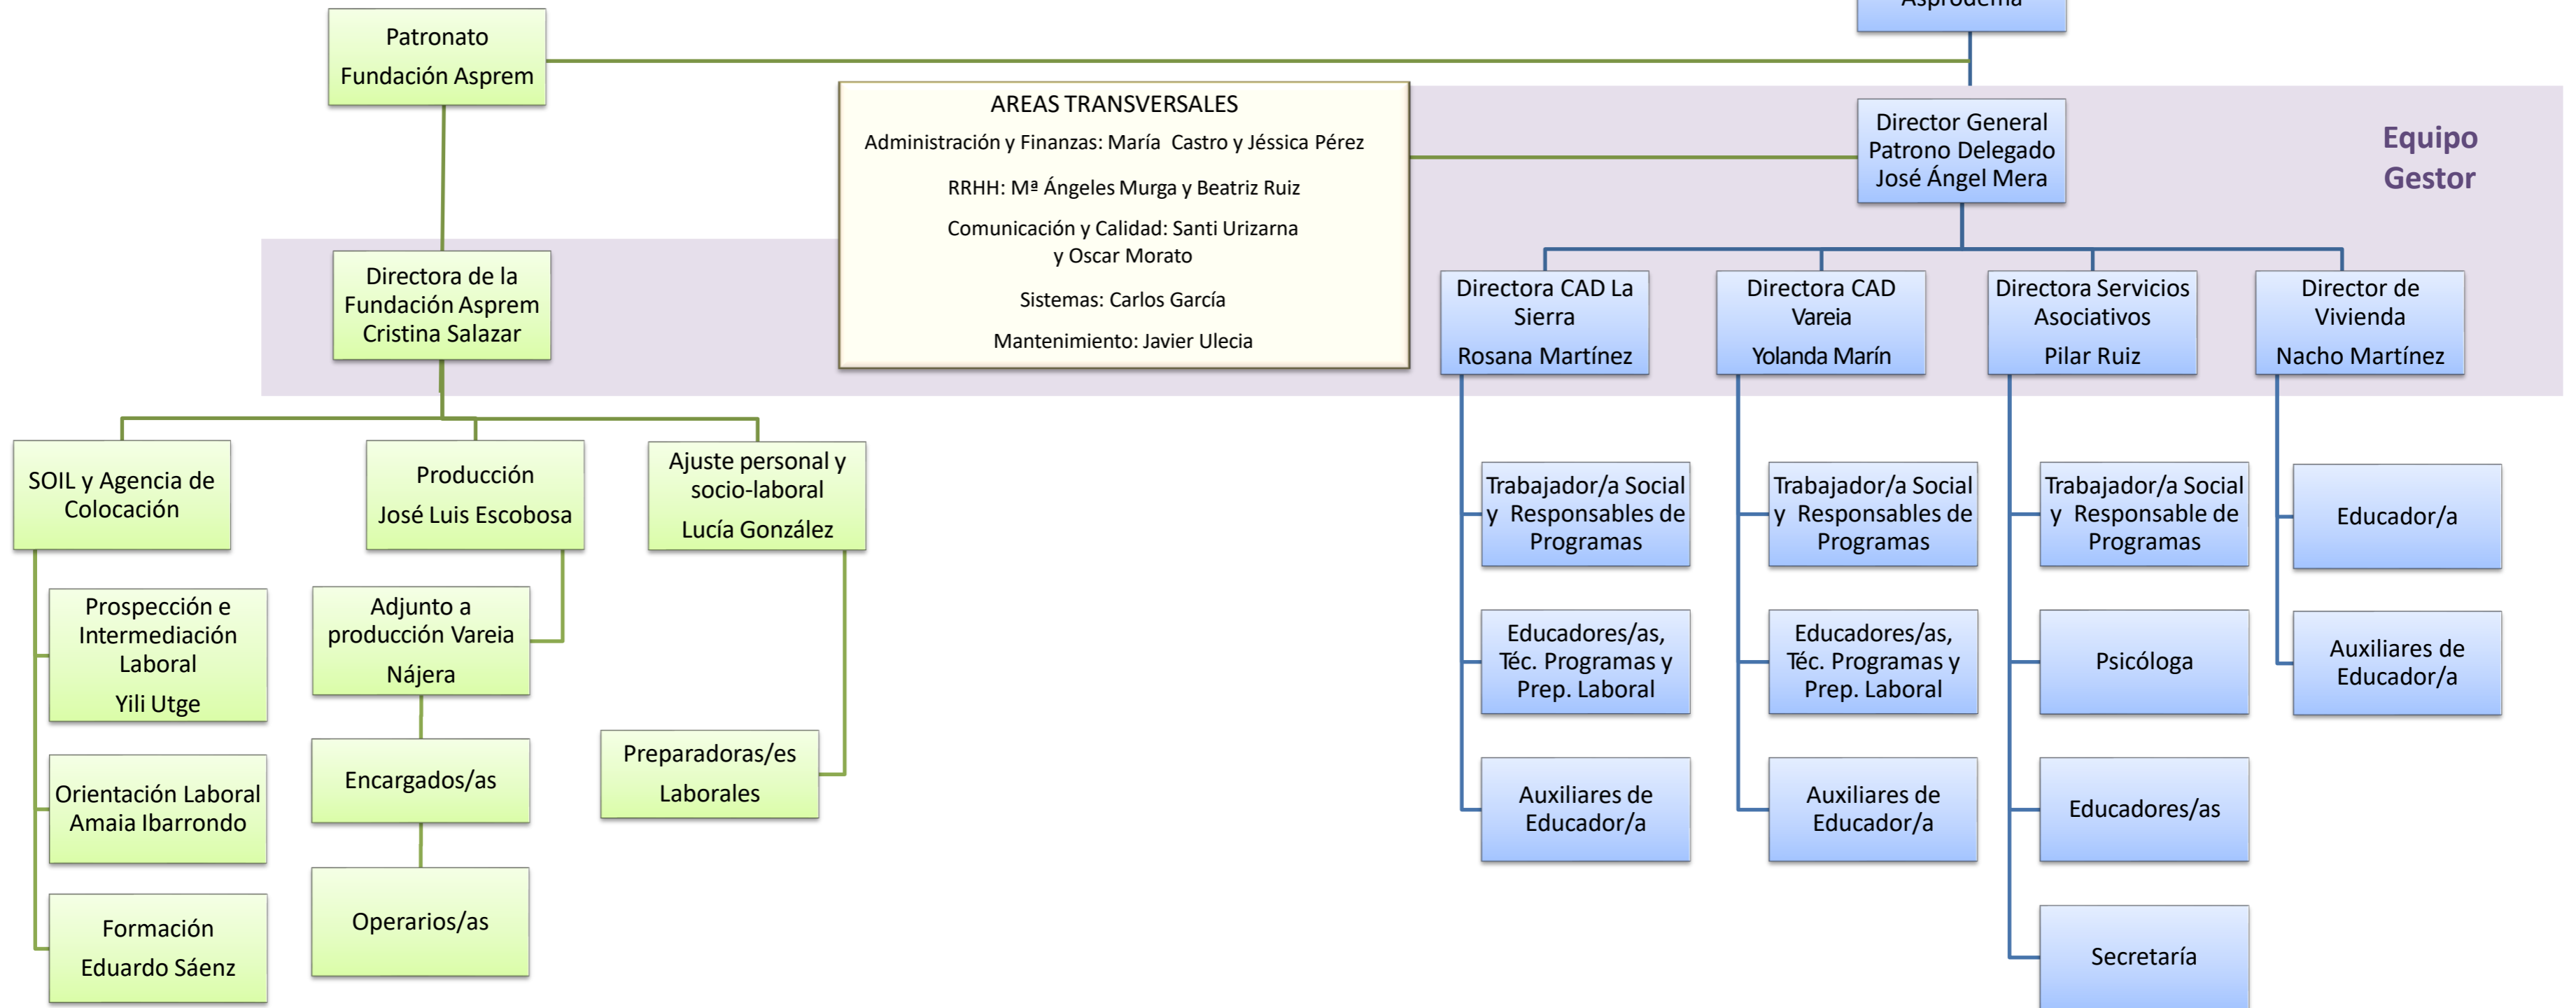 Asprodema
Patronato
Fundación Asprem
AREAS TRANSVERSALES
Administración y Finanzas: María Castro y Jéssica Pérez
RRHH: Mª Ángeles Murga y Beatriz Ruiz
Comunicación y Calidad: Santi Urizarna
y Oscar Morato
Sistemas: Carlos García
Mantenimiento: Javier Ulecia
Director General
Patrono Delegado
José Ángel Mera
Equipo
Gestor
Directora de la
Fundación Asprem
Cristina Salazar
Directora CAD La
Sierra
Rosana Martínez
Directora CAD
Vareia
Yolanda Marín
Directora Servicios
Asociativos
Pilar Ruiz
Director de
Vivienda
Nacho Martínez
SOIL y Agencia de
Colocación
Prospección e
Intermediación
Laboral
Yili Utge
Orientación Laboral
Amaia Ibarrondo
Formación
Eduardo Sáenz
Producción
José Luis Escobosa
Adjunto a
producción Vareia
Nájera
Encargados/as
Operarios/as
Ajuste personal y
socio-laboral
Lucía González
Preparadoras/es
Laborales
Trabajador/a Social
y Responsables de
Programas
Educadores/as,
Téc. Programas y
Prep. Laboral
Auxiliares de
Educador/a
Trabajador/a Social
y Responsables de
Programas
Educadores/as,
Téc. Programas y
Prep. Laboral
Auxiliares de
Educador/a
Trabajador/a Social
y Responsable de
Programas
Psicóloga
Educadores/as
Secretaría
Educador/a
Auxiliares de
Educador/a